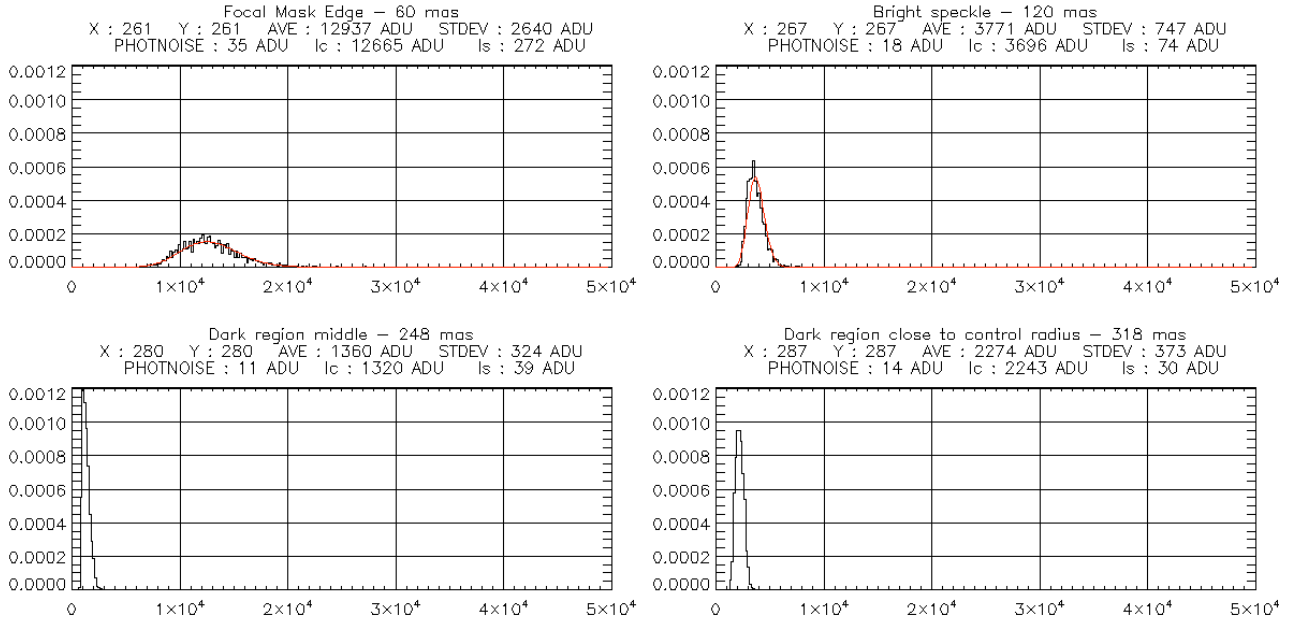 Focal Mask Edge – 60 mas
X : 261 Y : 261 AVE : 12937 ADU STDEV : 2640 ADU
PHOTNOISE : 35 ADU Ic : 12665 ADU Is : 272 ADU
0.0012
0.0010
0.0008
0.0006
0.0004
0.0002
0.0000
0 1×10⁴ 2×10⁴ 3×10⁴ 4×10⁴ 5×10⁴
Bright speckle – 120 mas
X : 267 Y : 267 AVE : 3771 ADU STDEV : 747 ADU
PHOTNOISE : 18 ADU Ic : 3696 ADU Is : 74 ADU
0.0012
0.0010
0.0008
0.0006
0.0004
0.0002
0.0000
0 1×10⁴ 2×10⁴ 3×10⁴ 4×10⁴ 5×10⁴
Dark region middle – 248 mas
X : 280 Y : 280 AVE : 1360 ADU STDEV : 324 ADU
PHOTNOISE : 11 ADU Ic : 1320 ADU Is : 39 ADU
0.0012
0.0010
0.0008
0.0006
0.0004
0.0002
0.0000
0 1×10⁴ 2×10⁴ 3×10⁴ 4×10⁴ 5×10⁴
Dark region close to control radius – 318 mas
X : 287 Y : 287 AVE : 2274 ADU STDEV : 373 ADU
PHOTNOISE : 14 ADU Ic : 2243 ADU Is : 30 ADU
0.0012
0.0010
0.0008
0.0006
0.0004
0.0002
0.0000
0 1×10⁴ 2×10⁴ 3×10⁴ 4×10⁴ 5×10⁴